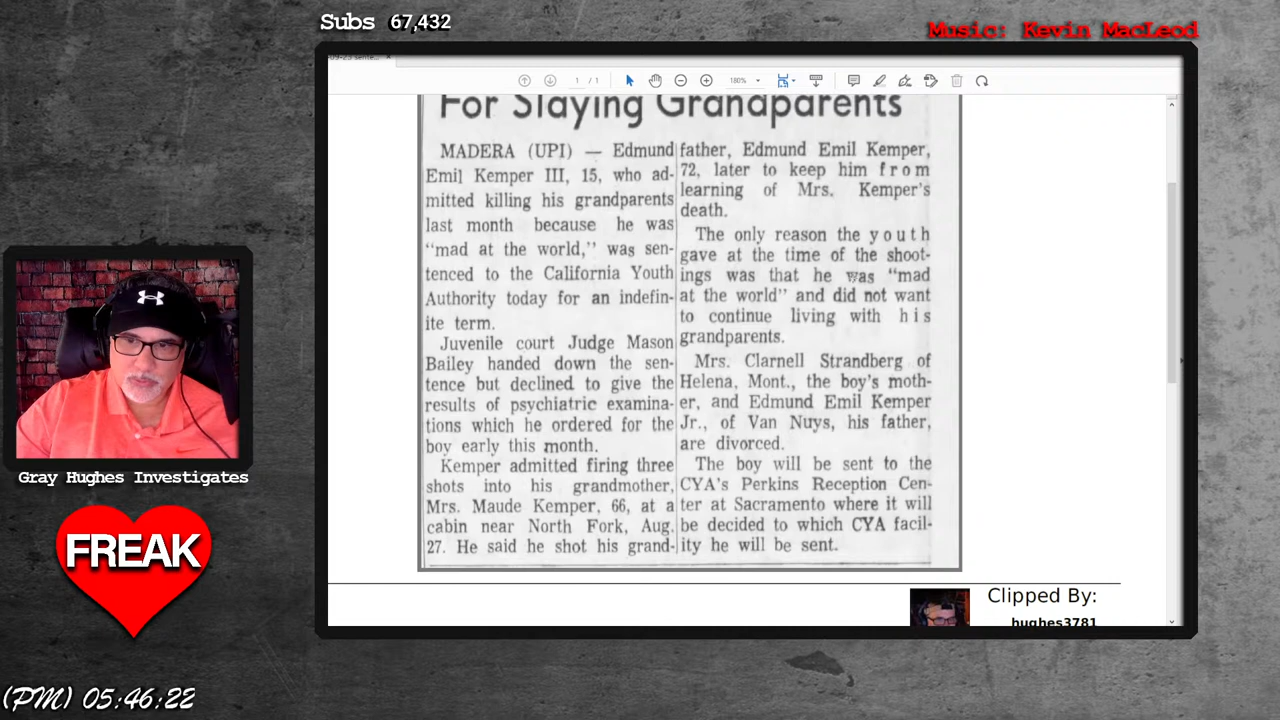 Subs 67,432
Music: Kevin MacLeod
1 / 1
180%
For Slaying Grandparents
MADERA (UPI) — Edmund
Emil Kemper III, 15, who ad-
mitted killing his grandparents
last month because he was
“mad at the world,” was sen-
tenced to the California Youth
Authority today for an indefin-
ite term.
Juvenile court Judge Mason
Bailey handed down the sen-
tence but declined to give the
results of psychiatric examina-
tions which he ordered for the
boy early this month.
Kemper admitted firing three
shots into his grandmother,
Mrs. Maude Kemper, 66, at a
cabin near North Fork, Aug.
27. He said he shot his grand-
father, Edmund Emil Kemper,
72, later to keep him from
learning of Mrs. Kemper's
death.
The only reason the youth
gave at the time of the shoot-
ings was that he was “mad
at the world” and did not want
to continue living with his
grandparents.
Mrs. Clarnell Strandberg of
Helena, Mont., the boy's moth-
er, and Edmund Emil Kemper
Jr., of Van Nuys, his father,
are divorced.
The boy will be sent to the
CYA's Perkins Reception Cen-
ter at Sacramento where it will
be decided to which CYA facil-
ity he will be sent.
Clipped By:
hughes3781
Gray Hughes Investigates
FREAK
(PM) 05:46:22